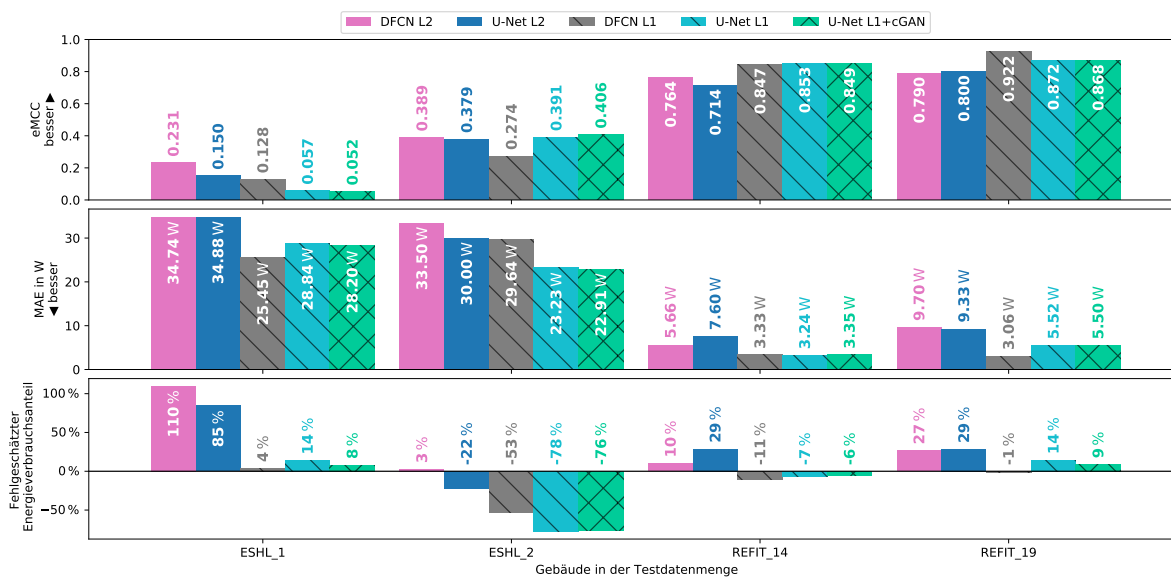 DFCN L2 U-Net L2 DFCN L1 U-Net L1 U-Net L1+cGAN
eMCC
besser ▶
1.0
0.8
0.6
0.4
0.2
0.0
0.231 0.150 0.128 0.057 0.052
0.389 0.379 0.274 0.391 0.406
0.764 0.714 0.847 0.853 0.849
0.790 0.800 0.922 0.872 0.868
MAE in W
◀ besser
30
20
10
0
34.74 W 34.88 W 25.45 W 28.84 W 28.20 W
33.50 W 30.00 W 29.64 W 23.23 W 22.91 W
5.66 W 7.60 W 3.33 W 3.24 W 3.35 W
9.70 W 9.33 W 3.06 W 5.52 W 5.50 W
Fehlgeschätzter
Energieverbrauchsanteil
100 %
50 %
0 %
−50 %
110 % 85 % 4 % 14 % 8 %
3 % -22 % -53 % -78 % -76 %
10 % 29 % -11 % -7 % -6 %
27 % 29 % -1 % 14 % 9 %
ESHL_1 ESHL_2 REFIT_14 REFIT_19
Gebäude in der Testdatenmenge